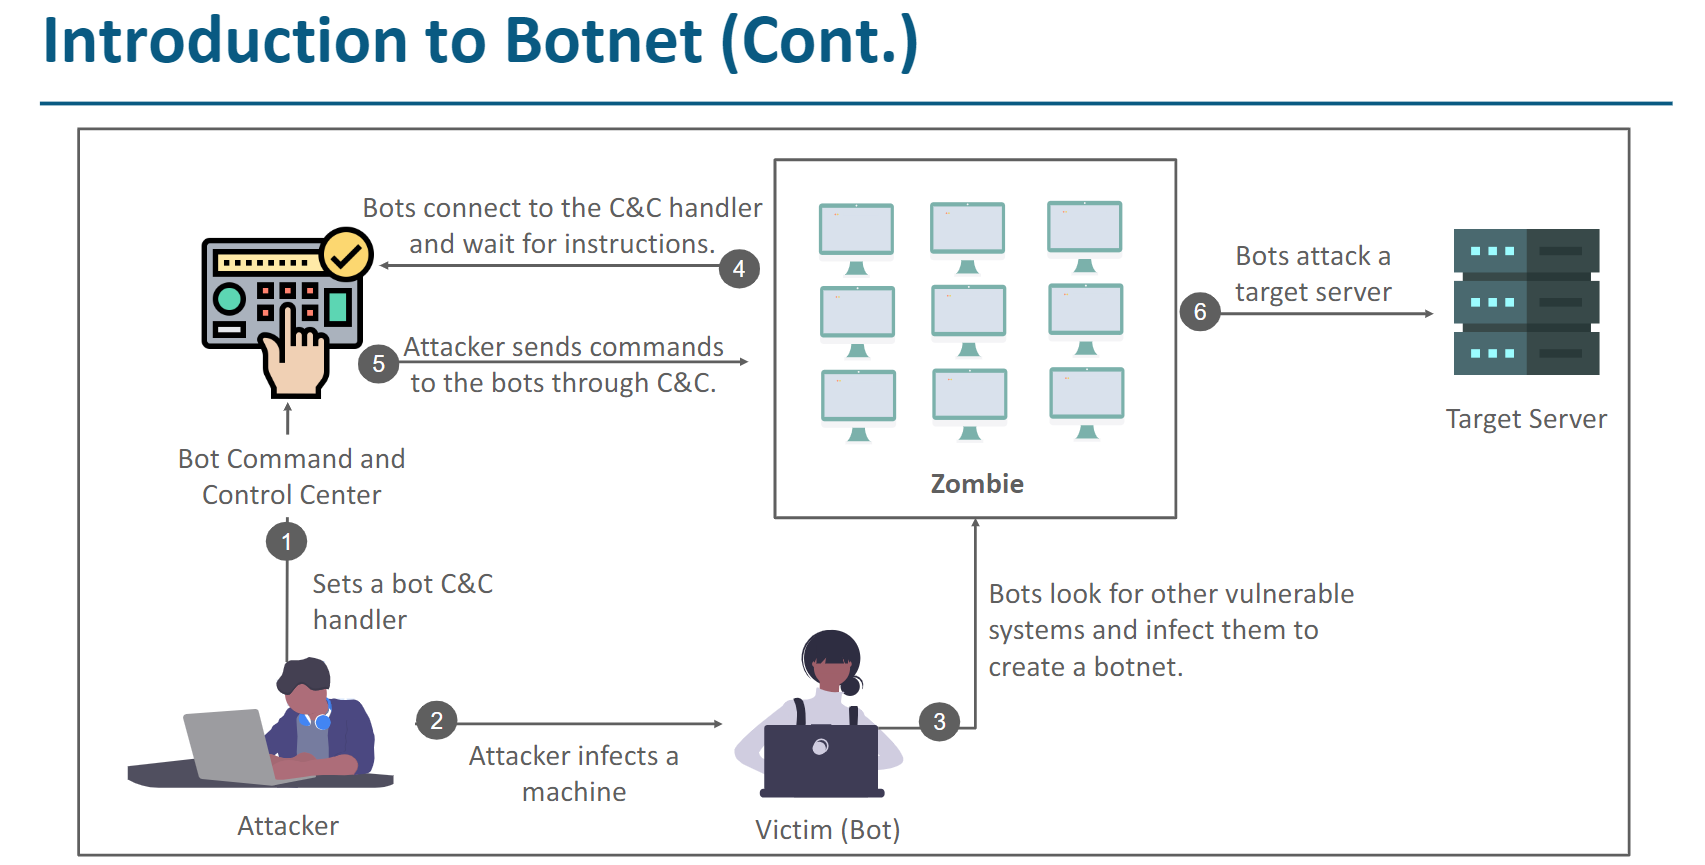 Introduction to Botnet (Cont.)
Bots connect to the C&C handler
and wait for instructions.
4
5
Attacker sends commands
to the bots through C&C.
Bot Command and
Control Center
1
Sets a bot C&C
handler
Attacker
2
Attacker infects a
machine
Victim (Bot)
3
Bots look for other vulnerable
systems and infect them to
create a botnet.
Zombie
6
Bots attack a
target server
Target Server